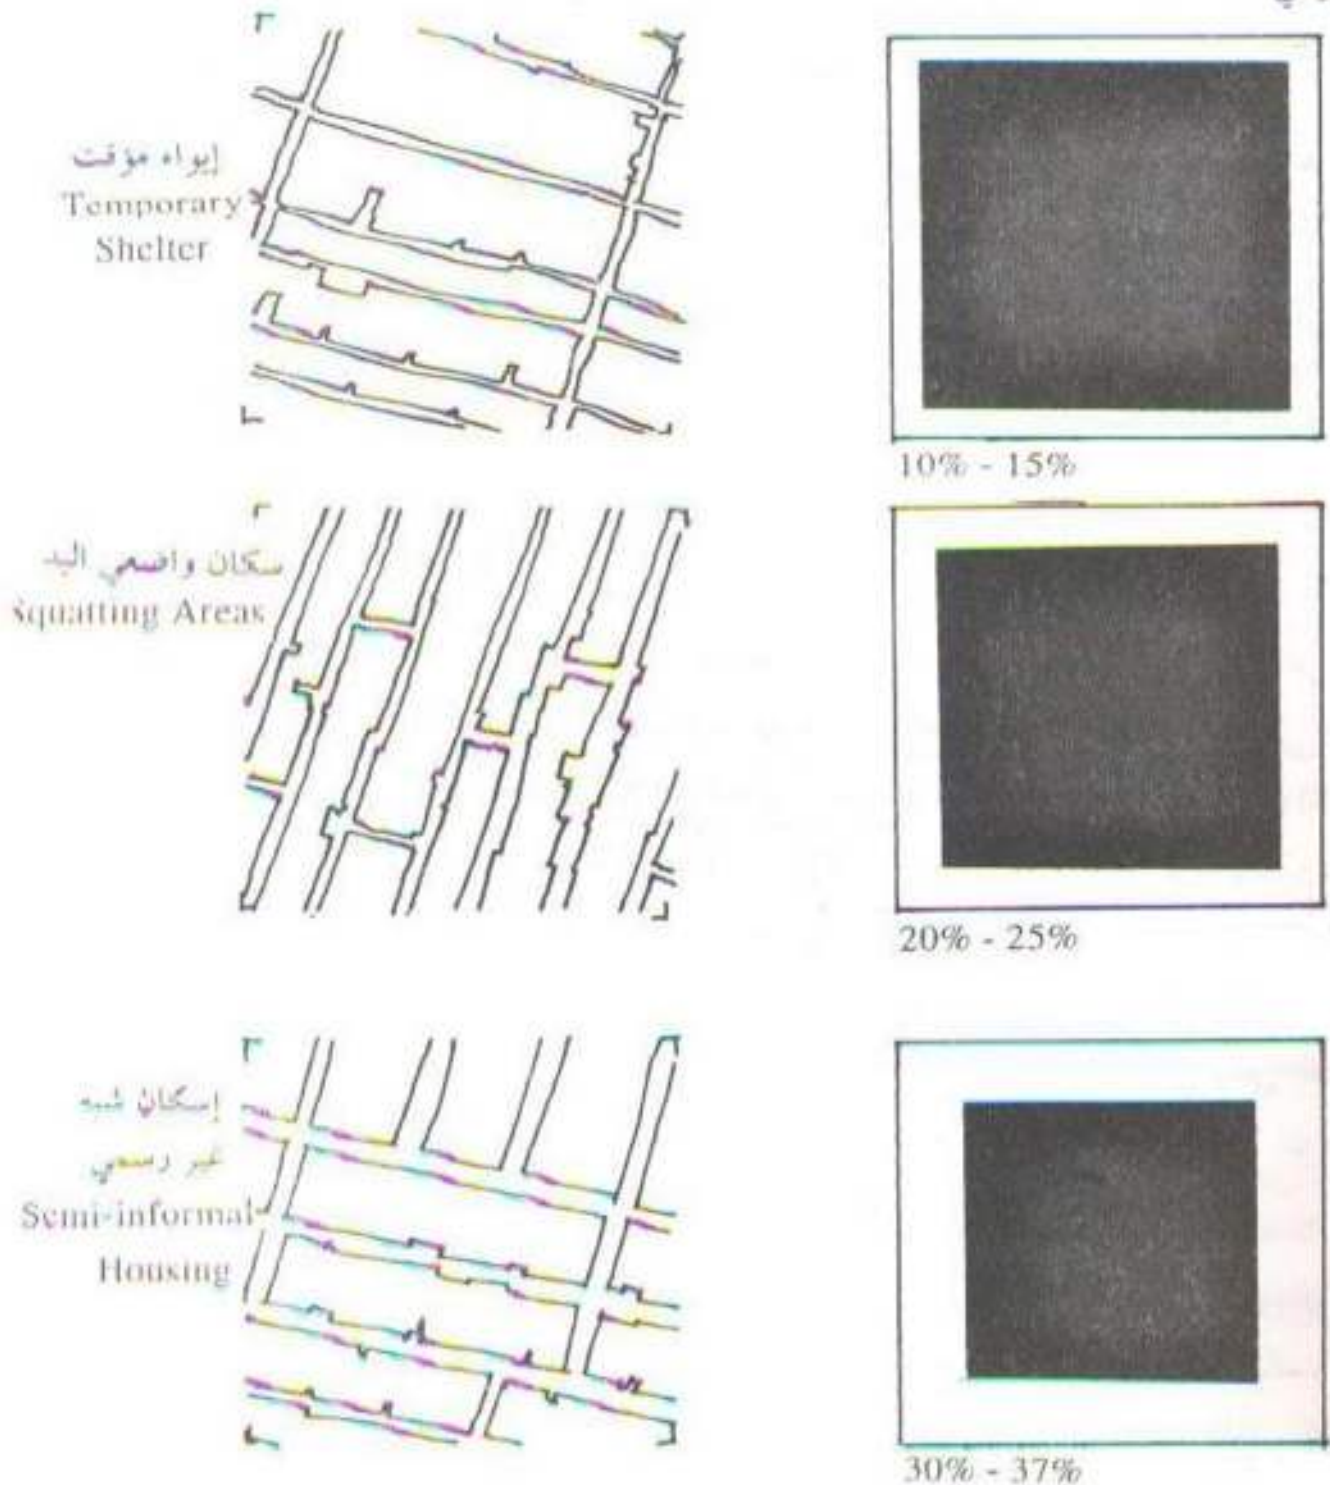 إيواء مؤقت
Temporary
Shelter
10% - 15%
سكان واضعي اليد
Squatting Areas
20% - 25%
إسكان شبه
غير رسمي
Semi-informal
Housing
30% - 37%